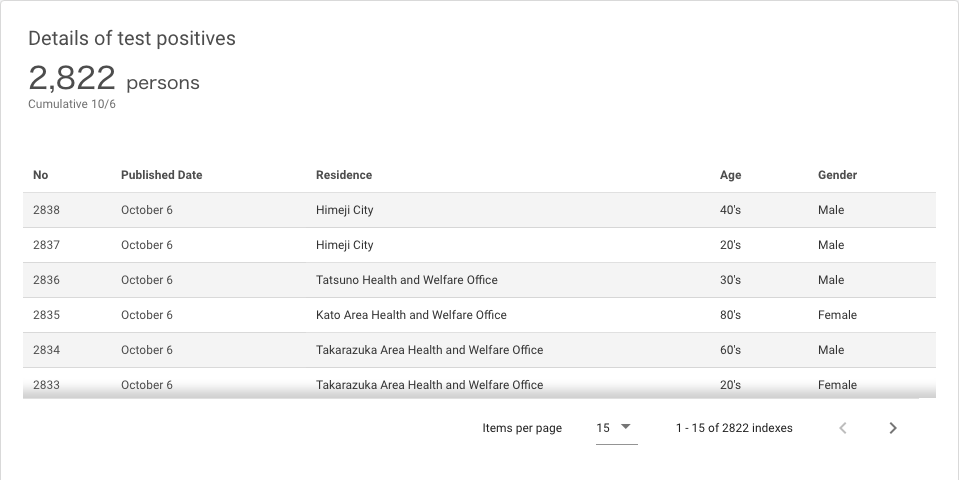 Details of test positives
2,822 persons
Cumulative 10/6
No Published Date Residence Age Gender
2838 October 6 Himeji City 40's Male
2837 October 6 Himeji City 20's Male
2836 October 6 Tatsuno Health and Welfare Office 30's Male
2835 October 6 Kato Area Health and Welfare Office 80's Female
2834 October 6 Takarazuka Area Health and Welfare Office 60's Male
2833 October 6 Takarazuka Area Health and Welfare Office 20's Female
Items per page 15 1 - 15 of 2822 indexes